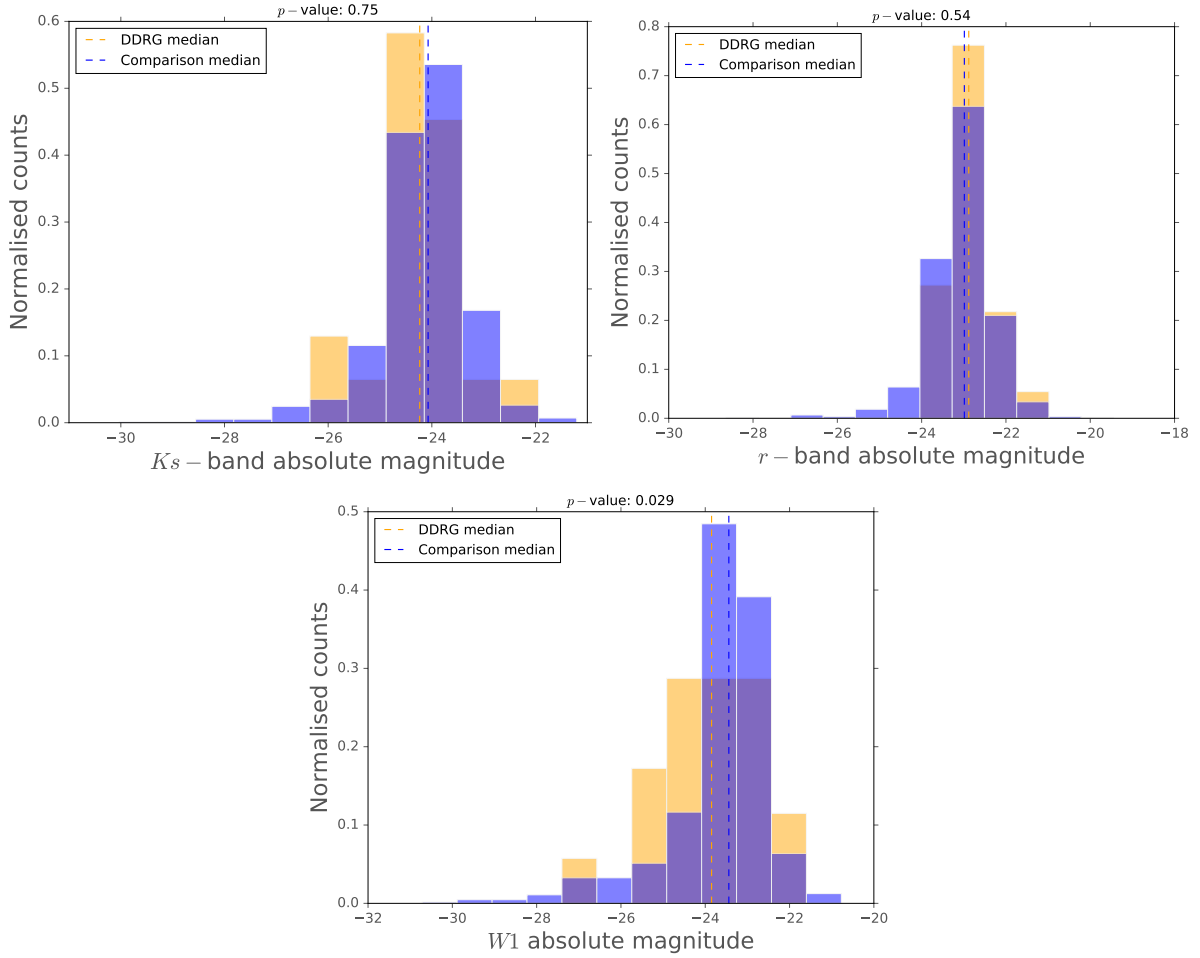 p − value: 0.75
DDRG median
Comparison median
0.6
0.5
0.4
0.3
0.2
0.1
0.0
Normalised counts
−30 −28 −26 −24 −22
Ks − band absolute magnitude
p − value: 0.54
DDRG median
Comparison median
0.8
0.7
0.6
0.5
0.4
0.3
0.2
0.1
0.0
Normalised counts
−30 −28 −26 −24 −22 −20 −18
r − band absolute magnitude
p − value: 0.029
DDRG median
Comparison median
0.5
0.4
0.3
0.2
0.1
0.0
Normalised counts
−32 −30 −28 −26 −24 −22 −20
W1 absolute magnitude